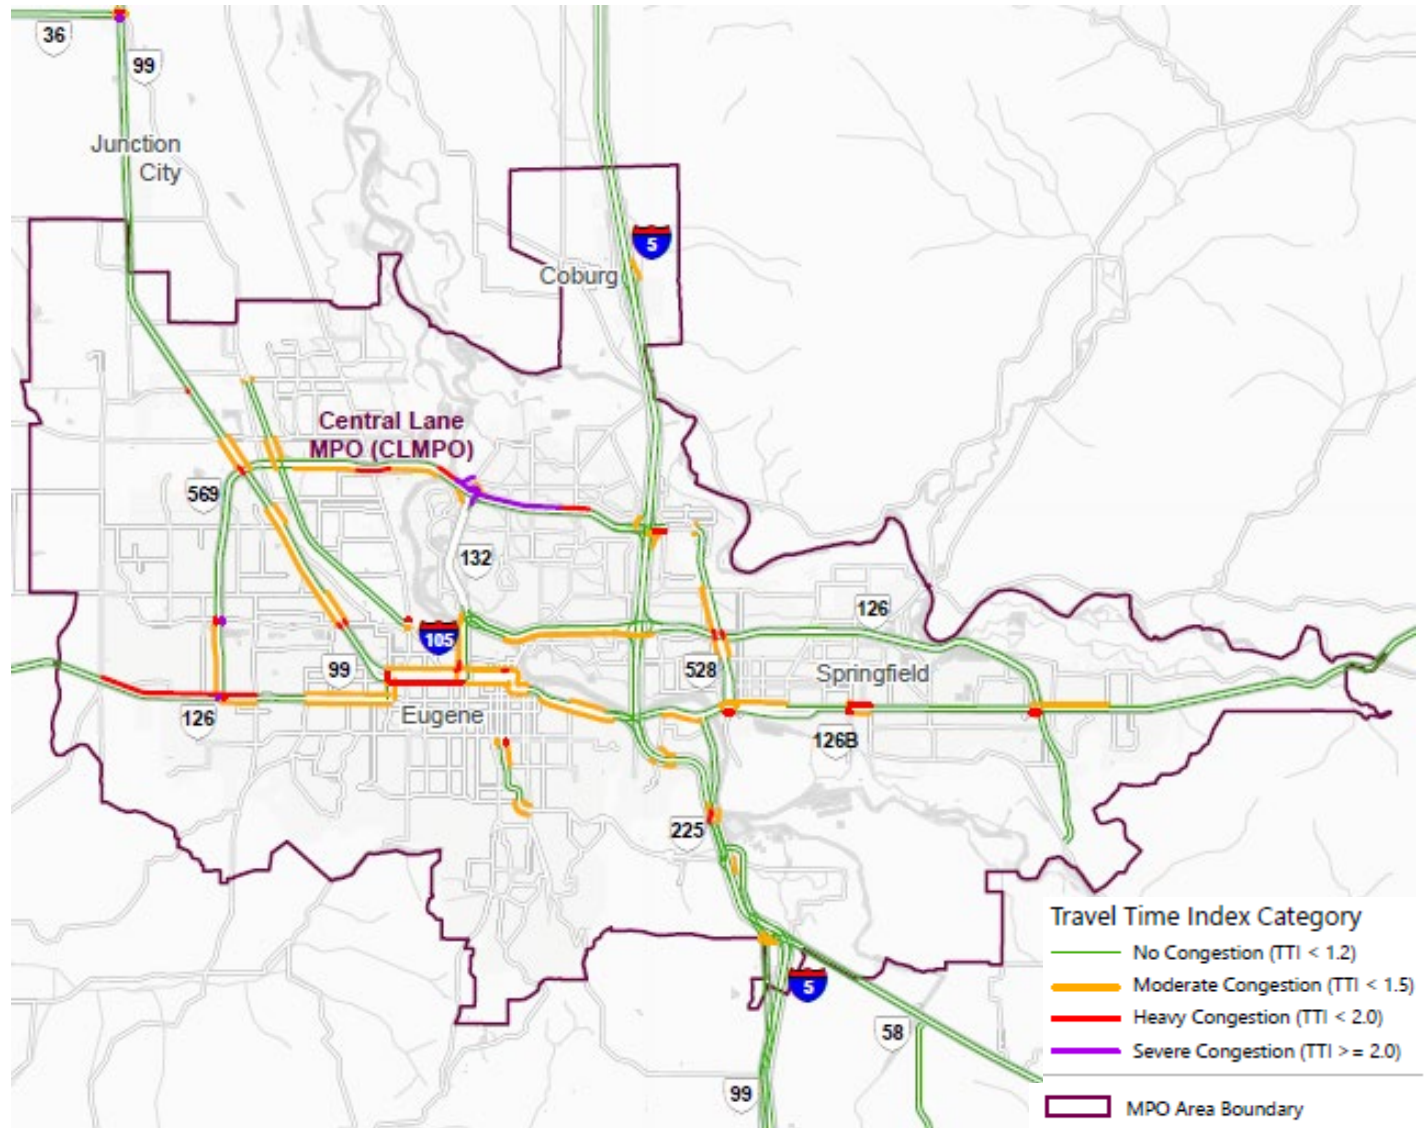 36
99
Junction
City
5
Coburg
Central Lane
MPO (CLMPO)
569
132
126
105
99
528
Springfield
126
Eugene
126B
225
5
58
99
Travel Time Index Category
No Congestion (TTI < 1.2)
Moderate Congestion (TTI < 1.5)
Heavy Congestion (TTI < 2.0)
Severe Congestion (TTI >= 2.0)
MPO Area Boundary